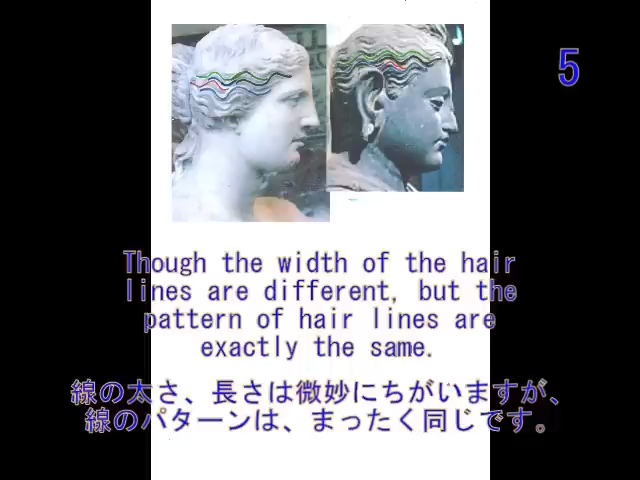 5
Though the width of the hair
lines are different, but the
pattern of hair lines are
exactly the same.
線の太さ、長さは微妙にちがいますが、
線のパターンは、まったく同じです。